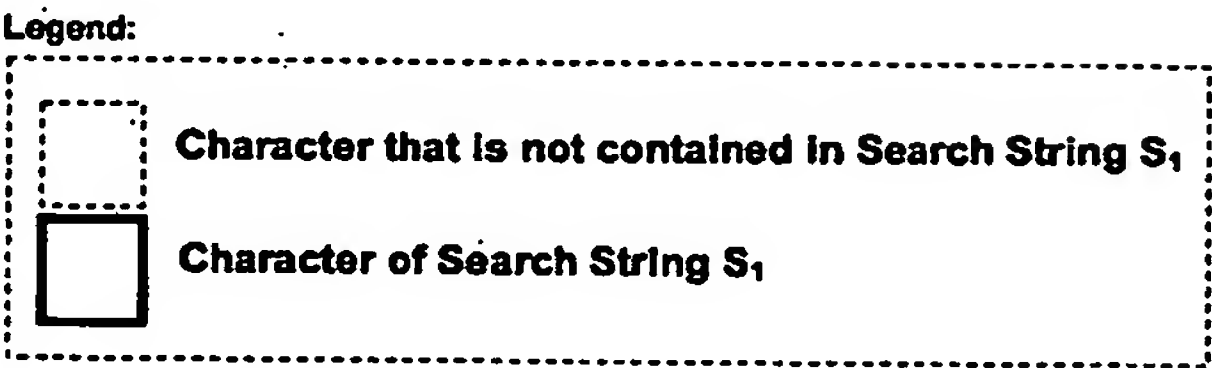 Legend:
Character that is not contained in Search String S₁
Character of Search String S₁